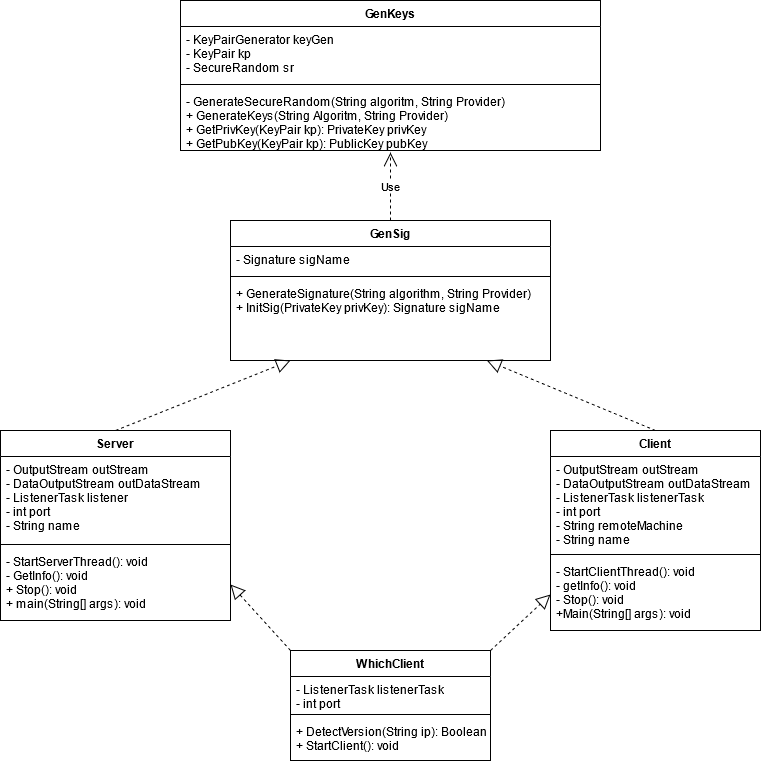 GenKeys
- KeyPairGenerator keyGen
- KeyPair kp
- SecureRandom sr
- GenerateSecureRandom(String algoritm, String Provider)
+ GenerateKeys(String Algoritm, String Provider)
+ GetPrivKey(KeyPair kp): PrivateKey privKey
+ GetPubKey(KeyPair kp): PublicKey pubKey
Use
GenSig
- Signature sigName
+ GenerateSignature(String algorithm, String Provider)
+ InitSig(PrivateKey privKey): Signature sigName
Server
- OutputStream outStream
- DataOutputStream outDataStream
- ListenerTask listener
- int port
- String name
- StartServerThread(): void
- GetInfo(): void
+ Stop(): void
+ main(String[] args): void
Client
- OutputStream outStream
- DataOutputStream outDataStream
- ListenerTask listenerTask
- int port
- String remoteMachine
- String name
- StartClientThread(): void
- getInfo(): void
- Stop(): void
+Main(String[] args): void
WhichClient
- ListenerTask listenerTask
- int port
+ DetectVersion(String ip): Boolean
+ StartClient(): void